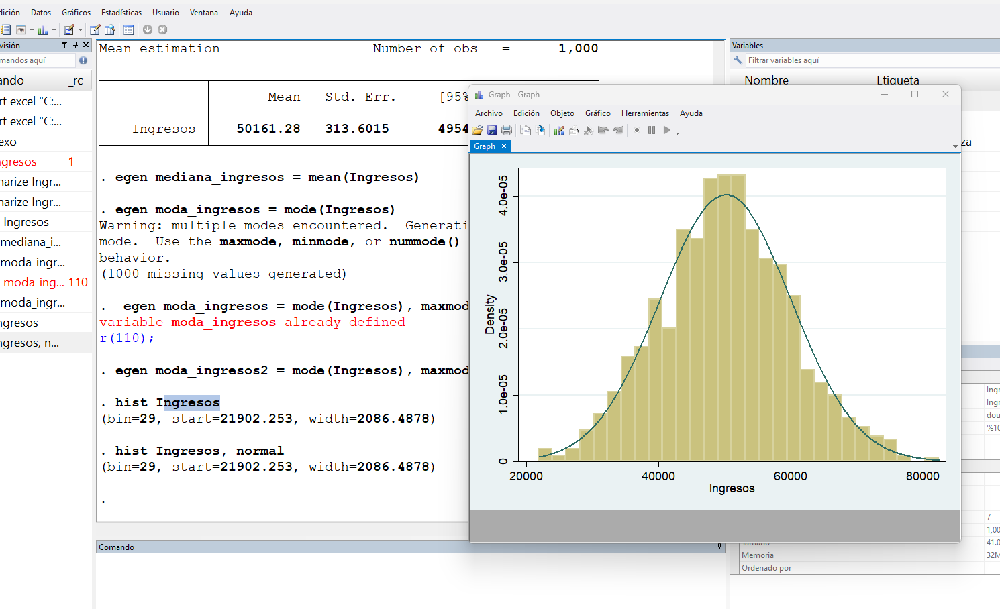 dición Datos Gráficos Estadísticas Usuario Ventana Ayuda
visión
mandos aquí
ando _rc
rt excel "C:...
rt excel "C:...
exo
ngresos 1
narize Ingr...
narize Ingr...
Ingresos
mediana_i...
moda_ingr...
moda_ing... 110
moda_ingr...
ngresos
ngresos, n...
Mean estimation Number of obs = 1,000
Mean Std. Err. [95%
Ingresos 50161.28 313.6015 4954
. egen mediana_ingresos = mean(Ingresos)
. egen moda_ingresos = mode(Ingresos)
Warning: multiple modes encountered. Generati
mode. Use the maxmode, minmode, or nummode()
behavior.
(1000 missing values generated)
. egen moda_ingresos = mode(Ingresos), maxmod
variable moda_ingresos already defined
r(110);
. egen moda_ingresos2 = mode(Ingresos), maxmod
. hist Ingresos
(bin=29, start=21902.253, width=2086.4878)
. hist Ingresos, normal
(bin=29, start=21902.253, width=2086.4878)
.
Comando
Graph - Graph
Archivo Edición Objeto Gráfico Herramientas Ayuda
Graph
Density
4.0e-05
3.0e-05
2.0e-05
1.0e-05
0
20000 40000 60000 80000
Ingresos
Variables
Filtrar variables aquí
Nombre Etiqueta
za
Ingr
Ingr
dou
%10
7
1,00
Tamaño 41.0
Memoria 32M
Ordenado por